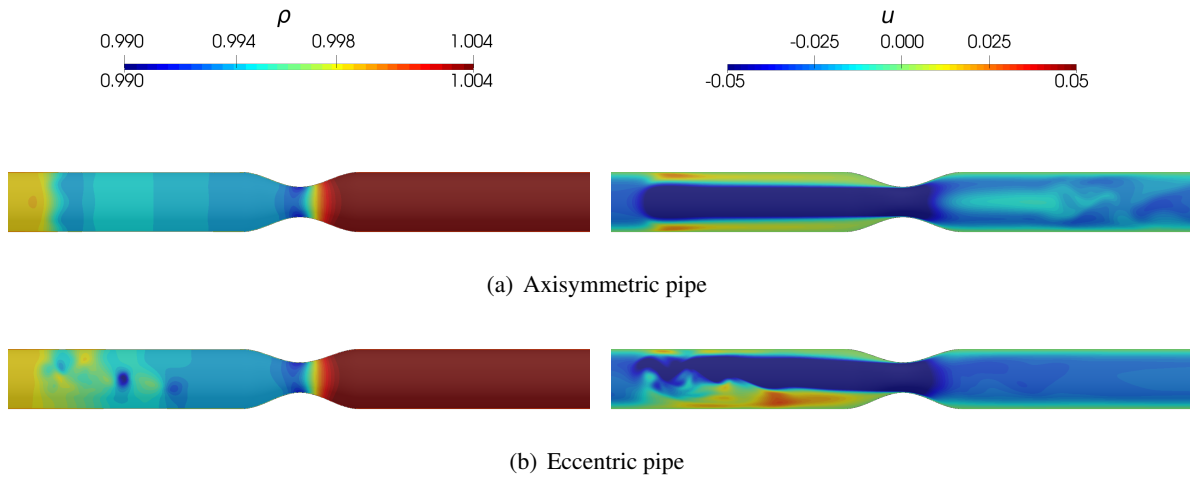 ρ u
0.990 0.994 0.998 1.004 -0.025 0.000 0.025
0.990 1.004 -0.05 0.05
(a) Axisymmetric pipe
(b) Eccentric pipe